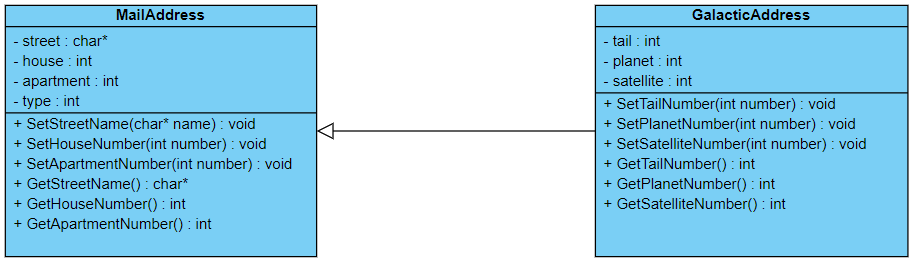 MailAddress
- street : char*
- house : int
- apartment : int
- type : int
+ SetStreetName(char* name) : void
+ SetHouseNumber(int number) : void
+ SetApartmentNumber(int number) : void
+ GetStreetName() : char*
+ GetHouseNumber() : int
+ GetApartmentNumber() : int
GalacticAddress
- tail : int
- planet : int
- satellite : int
+ SetTailNumber(int number) : void
+ SetPlanetNumber(int number) : void
+ SetSatelliteNumber(int number) : void
+ GetTailNumber() : int
+ GetPlanetNumber() : int
+ GetSatelliteNumber() : int